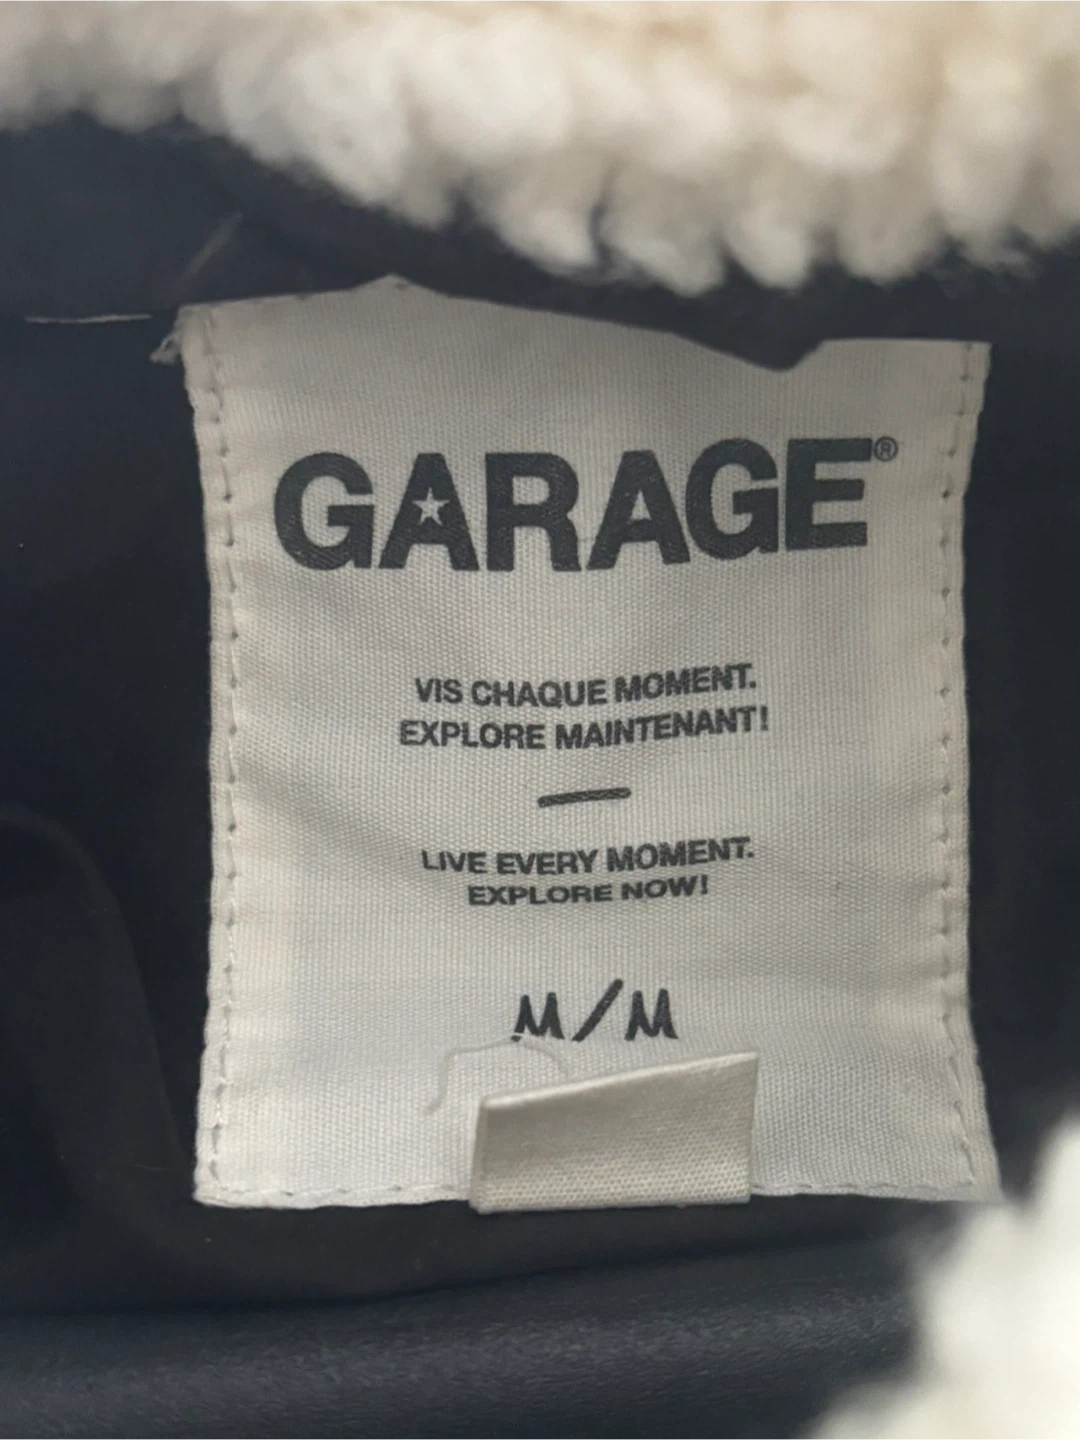 GARAGE®
VIS CHAQUE MOMENT.
EXPLORE MAINTENANT!
—
LIVE EVERY MOMENT.
EXPLORE NOW!
M/M